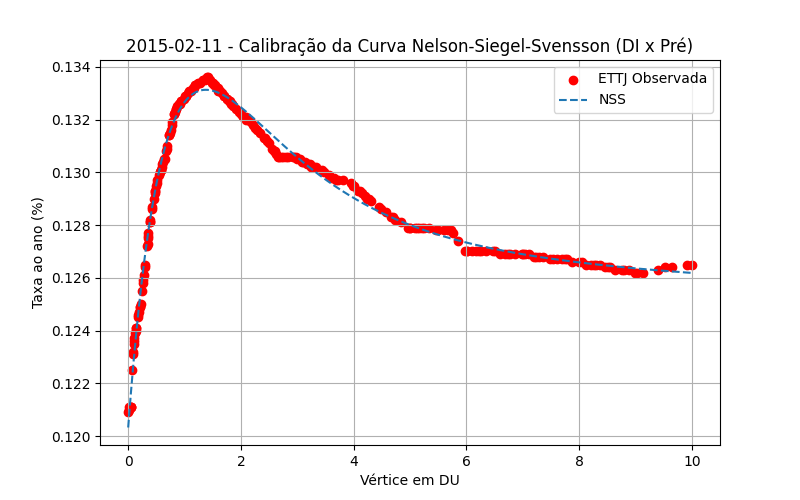 2015-02-11 - Calibração da Curva Nelson-Siegel-Svensson (DI x Pré)
ETTJ Observada
NSS
Taxa ao ano (%)
0.134
0.132
0.130
0.128
0.126
0.124
0.122
0.120
0
2
4
6
8
10
Vértice em DU